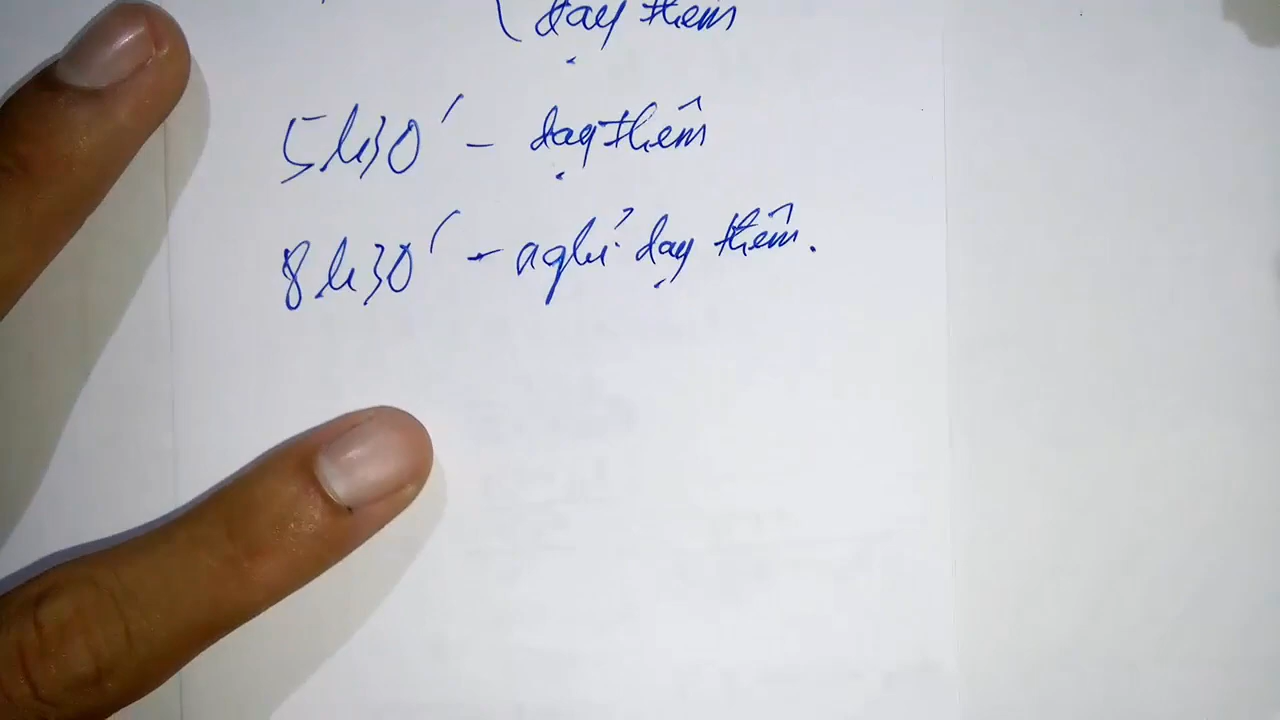 ( dạy thêm
5h30' - dạy thêm
8h30' - nghỉ dạy thêm.